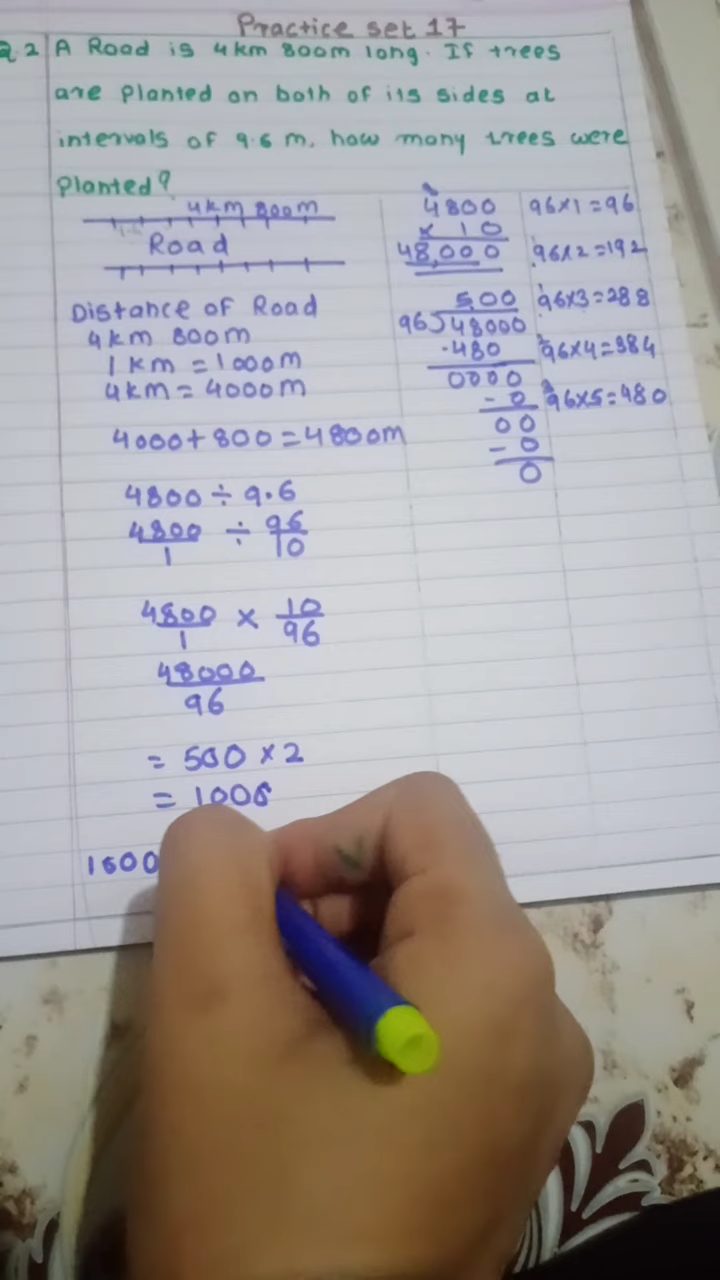 Practice set 17
Q.2 A Road is 4km 800m long. If trees
are planted on both of its sides at
intervals of 9.6 m, how many trees were
Planted?
4km 800m
Road
Distance of Road
4km 800m
1km = 1000m
4km = 4000m
4000 + 800 = 4800m
4800 ÷ 9.6
4800/1 ÷ 96/10
4800/1 × 10/96
48000/96
= 500 × 2
= 1000
1000
4800
× 10
48,000
500
96)48000
-480
0000
- 0
00
- 0
0
96×1=96
96×2=192
96×3=288
96×4=384
96×5=480